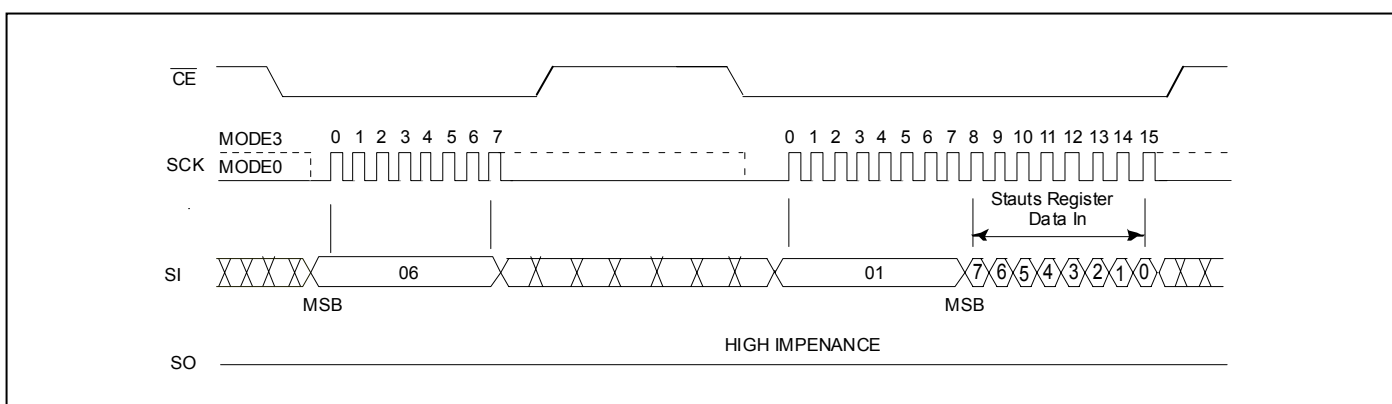 CE
MODE3
0 1 2 3 4 5 6 7
0 1 2 3 4 5 6 7 8 9 10 11 12 13 14 15
SCK
MODE0
Stauts Register
Data In
SI
06
01
7 6 5 4 3 2 1 0
MSB
MSB
HIGH IMPENANCE
SO